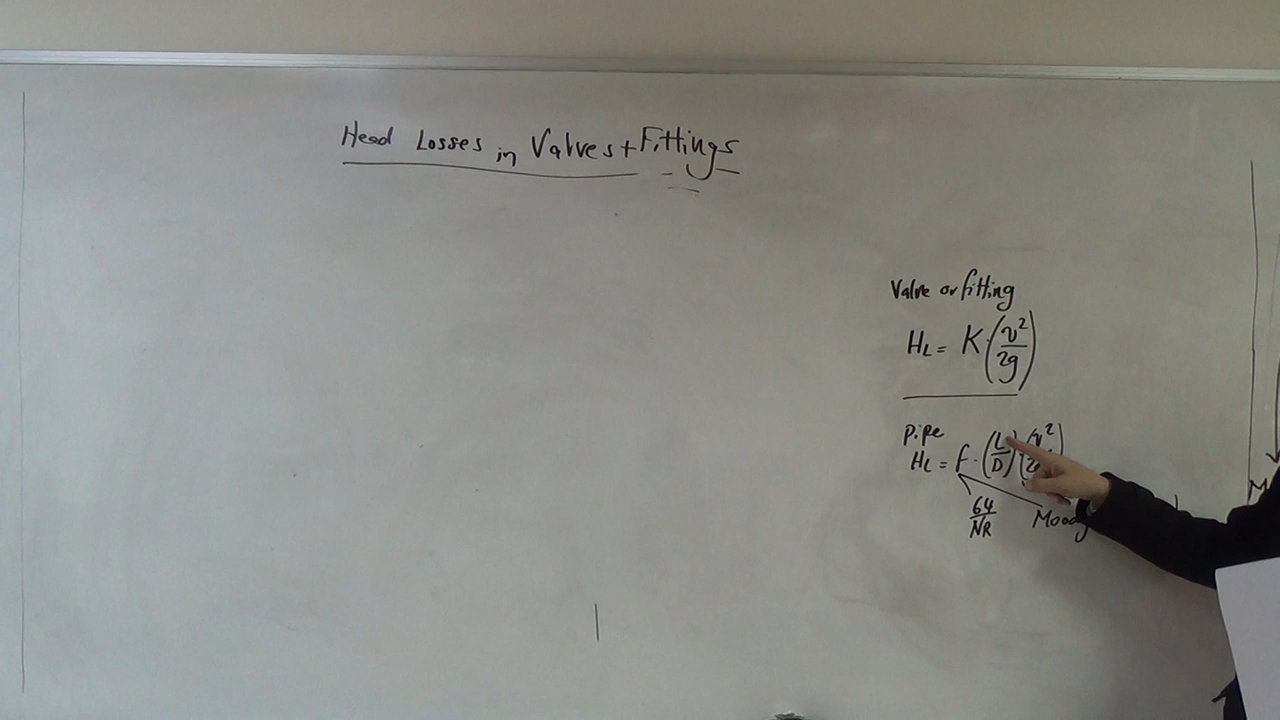 Head Losses in Valves + Fittings
Valve or fitting
HL = K (v²/2g)
Pipe
HL = f · (L/D)
64/NR